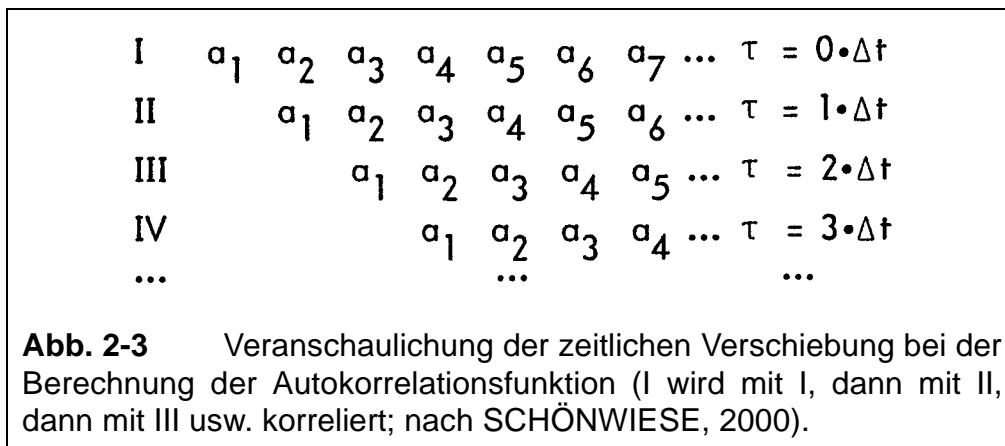 I a₁ a₂ a₃ a₄ a₅ a₆ a₇ ... τ = 0•Δt
II a₁ a₂ a₃ a₄ a₅ a₆ ... τ = 1•Δt
III a₁ a₂ a₃ a₄ a₅ ... τ = 2•Δt
IV a₁ a₂ a₃ a₄ ... τ = 3•Δt
... ... ...
Abb. 2-3 Veranschaulichung der zeitlichen Verschiebung bei der
Berechnung der Autokorrelationsfunktion (I wird mit I, dann mit II,
dann mit III usw. korreliert; nach SCHÖNWIESE, 2000).